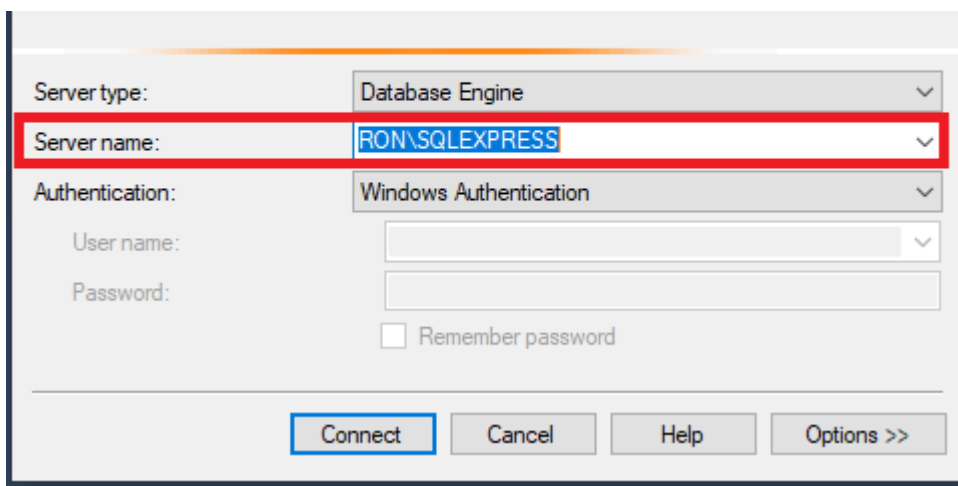 Server type: Database Engine
Server name: RON\SQLEXPRESS
Authentication: Windows Authentication
User name:
Password:
Remember password
Connect Cancel Help Options >>